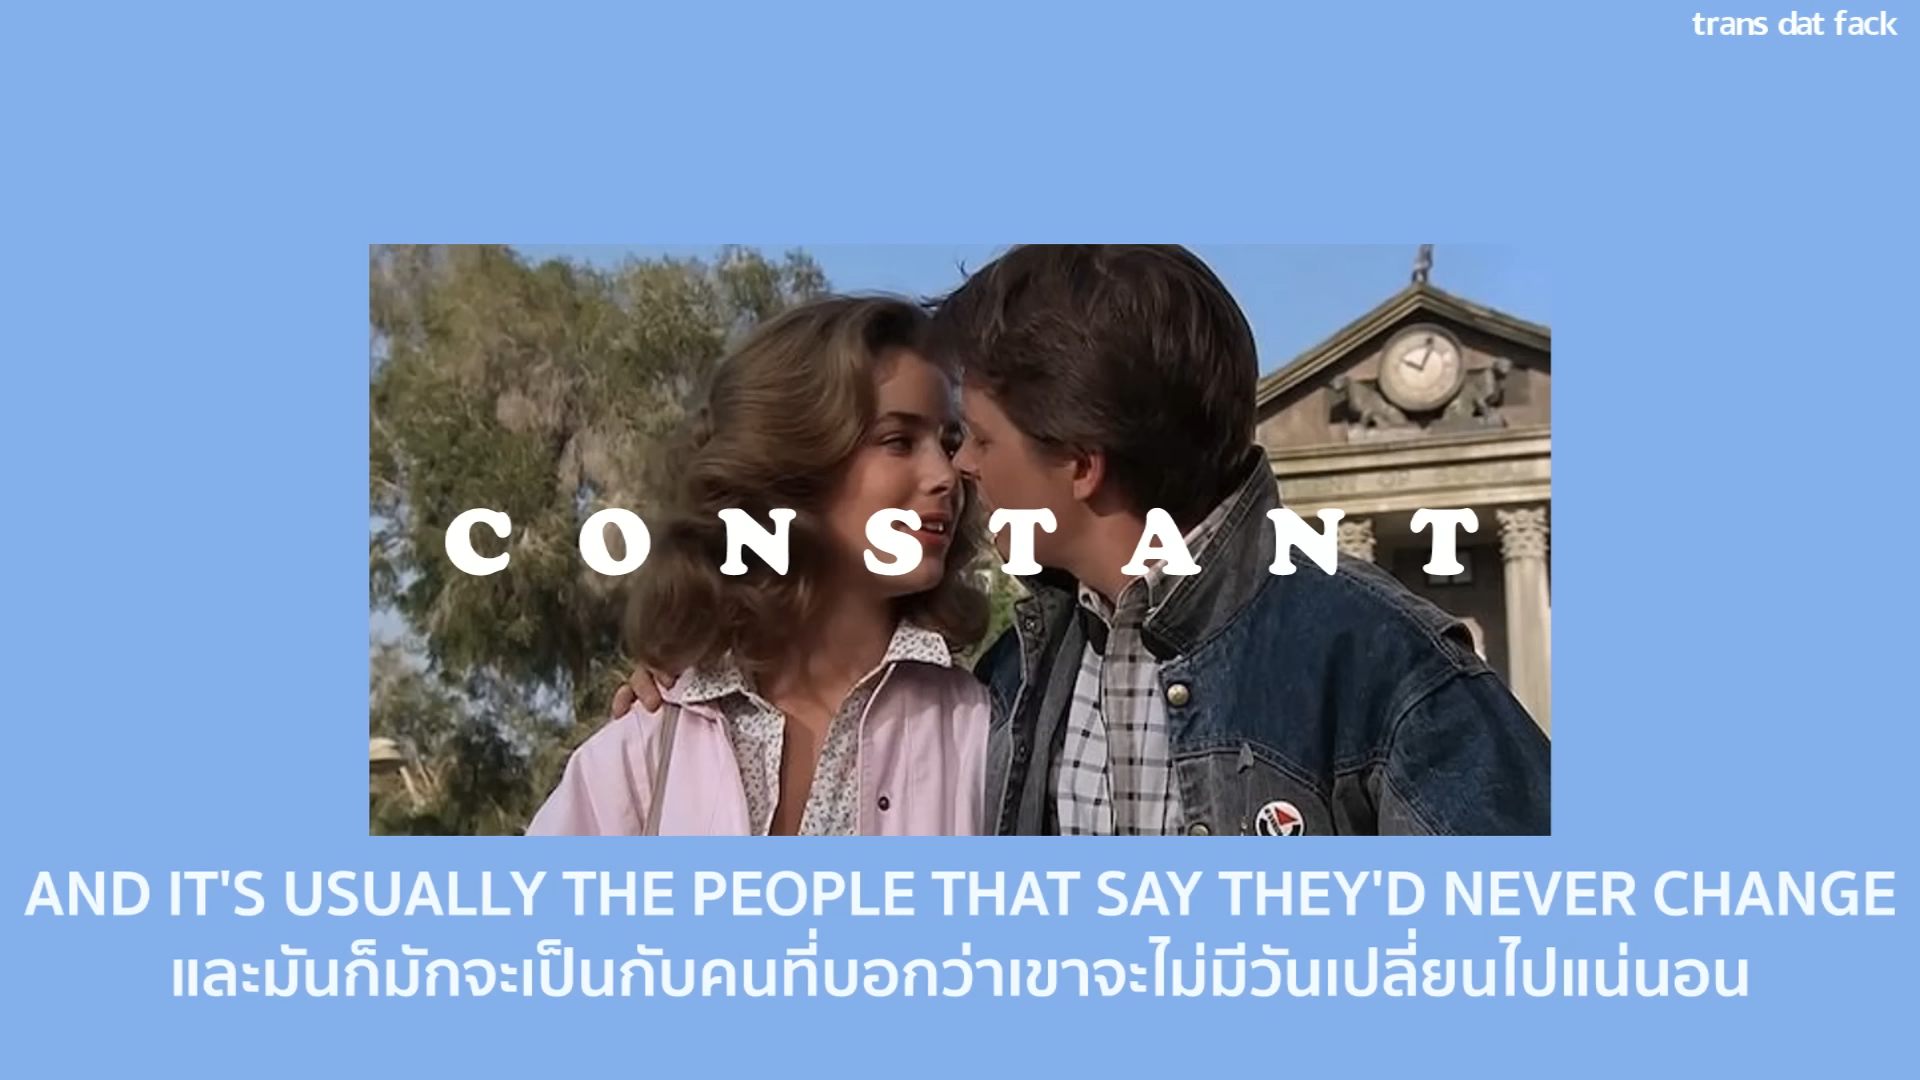 trans dat fack
CONSTANT
AND IT'S USUALLY THE PEOPLE THAT SAY THEY'D NEVER CHANGE
และมันก็มักจะเป็นกับคนที่บอกว่าเขาจะไม่มีวันเปลี่ยนไปแน่นอน